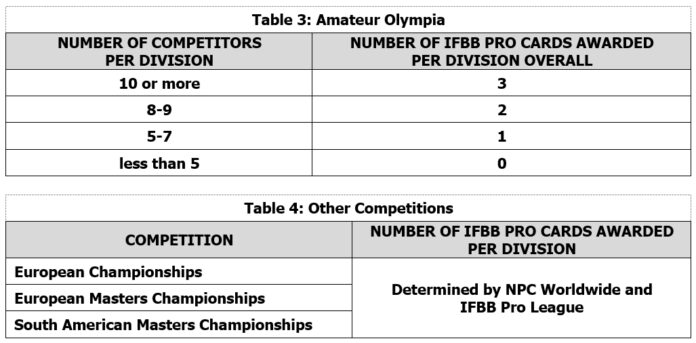 Table 3: Amateur Olympia
NUMBER OF COMPETITORS
PER DIVISION
NUMBER OF IFBB PRO CARDS AWARDED
PER DIVISION OVERALL
10 or more
3
8-9
2
5-7
1
less than 5
0
Table 4: Other Competitions
COMPETITION
NUMBER OF IFBB PRO CARDS AWARDED
PER DIVISION
European Championships
European Masters Championships
South American Masters Championships
Determined by NPC Worldwide and
IFBB Pro League